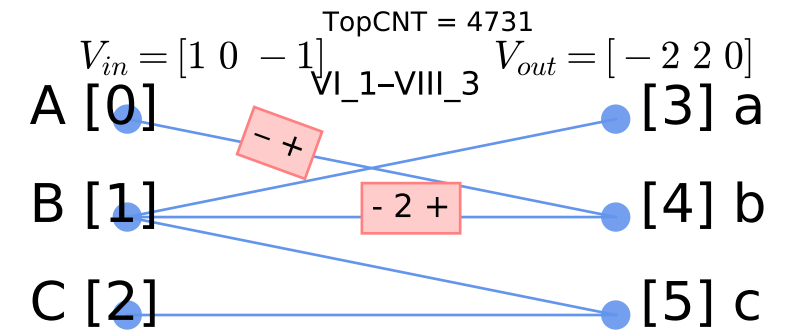 TopCNT = 4731
V_in = [1 0 −1] V_out = [−2 2 0]
VI_1–VIII_3
A [0] [3] a
− +
B [1] - 2 + [4] b
C [2] [5] c